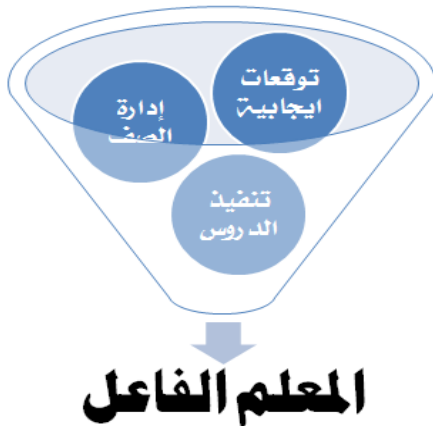 توقعات
ايجابية
إدارة
الصف
تنفيذ
الدروس
المعلم الفاعل